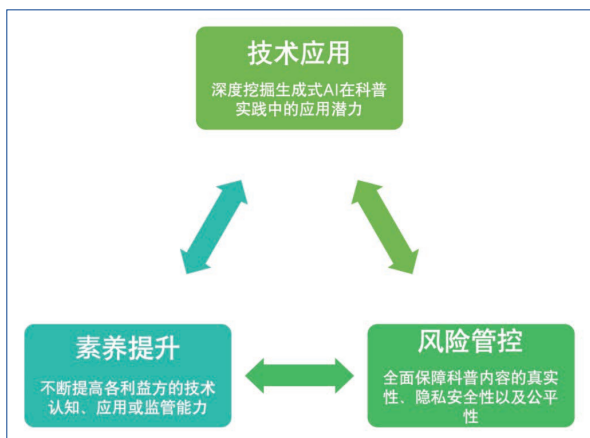 技术应用
深度挖掘生成式AI在科普
实践中的应用潜力
素养提升
不断提高各利益方的技术
认知、应用或监管能力
风险管控
全面保障科普内容的真实
性、隐私安全性以及公平
性